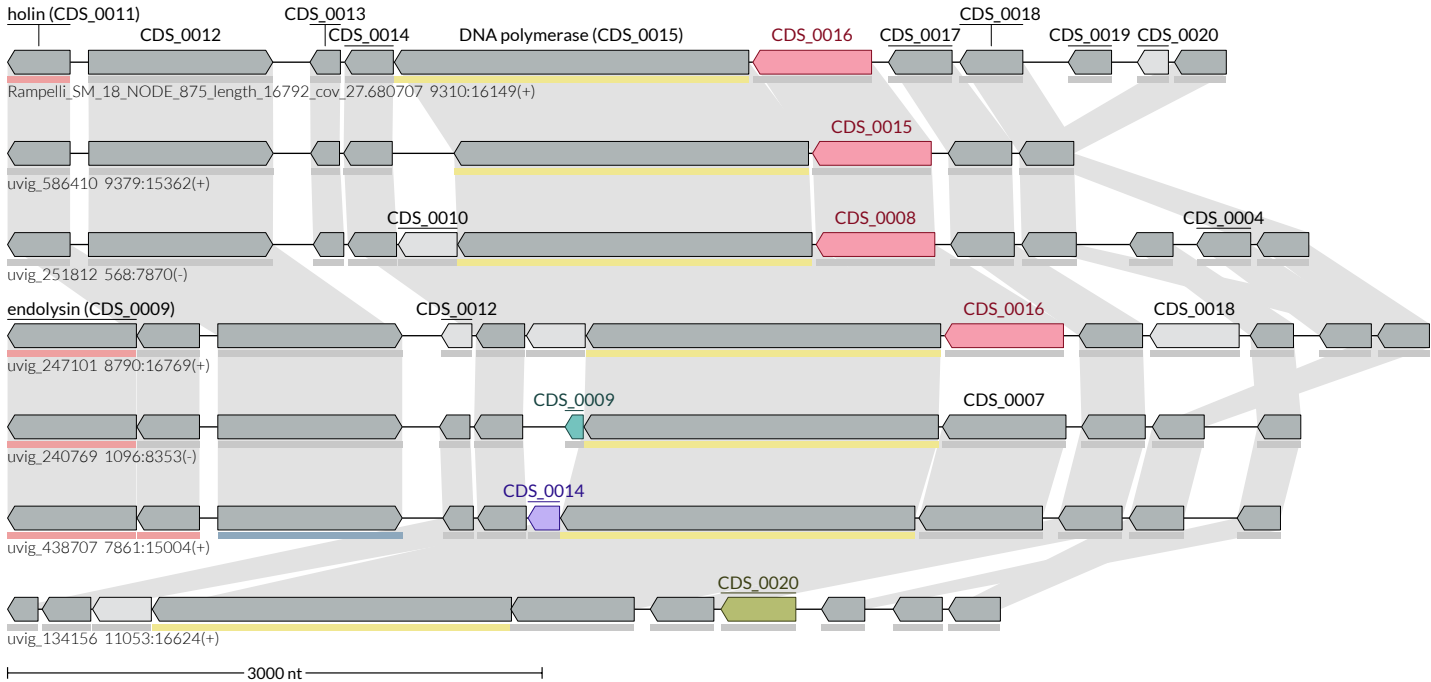 holin (CDS_0011) CDS_0012 CDS_0013 CDS_0014 DNA polymerase (CDS_0015) CDS_0016 CDS_0017 CDS_0018 CDS_0019 CDS_0020
Rampelli_SM_18_NODE_875_length_16792_cov_27.680707 9310:16149(+)
CDS_0015
uvig_586410 9379:15362(+)
CDS_0010 CDS_0008 CDS_0004
uvig_251812 568:7870(-)
endolysin (CDS_0009) CDS_0012 CDS_0016 CDS_0018
uvig_247101 8790:16769(+)
CDS_0009 CDS_0007
uvig_240769 1096:8353(-)
CDS_0014
uvig_438707 7861:15004(+)
CDS_0020
uvig_134156 11053:16624(+)
3000 nt